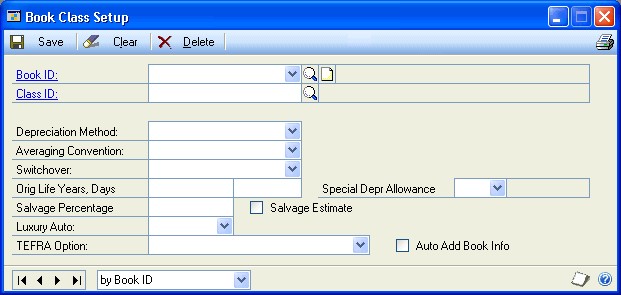 Book Class Setup
Save Clear Delete
Book ID:
Class ID:
Depreciation Method:
Averaging Convention:
Switchover:
Orig Life Years, Days Special Depr Allowance
Salvage Percentage Salvage Estimate
Luxury Auto:
TEFRA Option: Auto Add Book Info
by Book ID